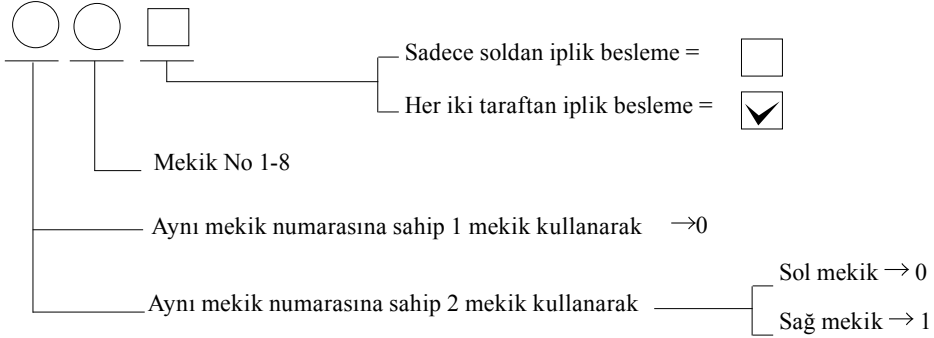 Sadece soldan iplik besleme =
Her iki taraftan iplik besleme =
Mekik No 1-8
Aynı mekik numarasına sahip 1 mekik kullanarak →0
Sol mekik → 0
Aynı mekik numarasına sahip 2 mekik kullanarak
Sağ mekik → 1